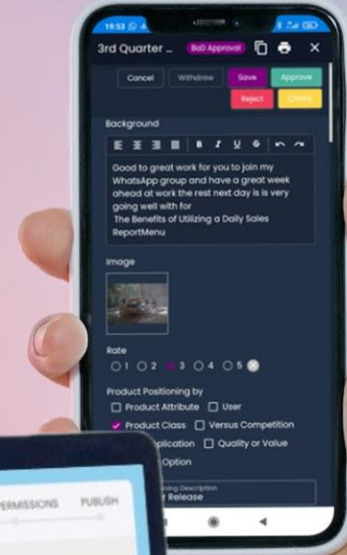 19:53
3rd Quarter ... BoD Approval
Cancel Withdraw Save Approve
Reject Clarify
Background
B I U S
Good to great work for you to join my
WhatsApp group and have a great week
ahead at work the rest next day is is very
going well with for
The Benefits of Utilizing a Daily Sales
ReportMenu
Image
Rate
1 2 3 4 5
Product Positioning by
Product Attribute User
Product Class Versus Competition
Quality or Value
Option
Description
Release
PERMISSIONS PUBLISH